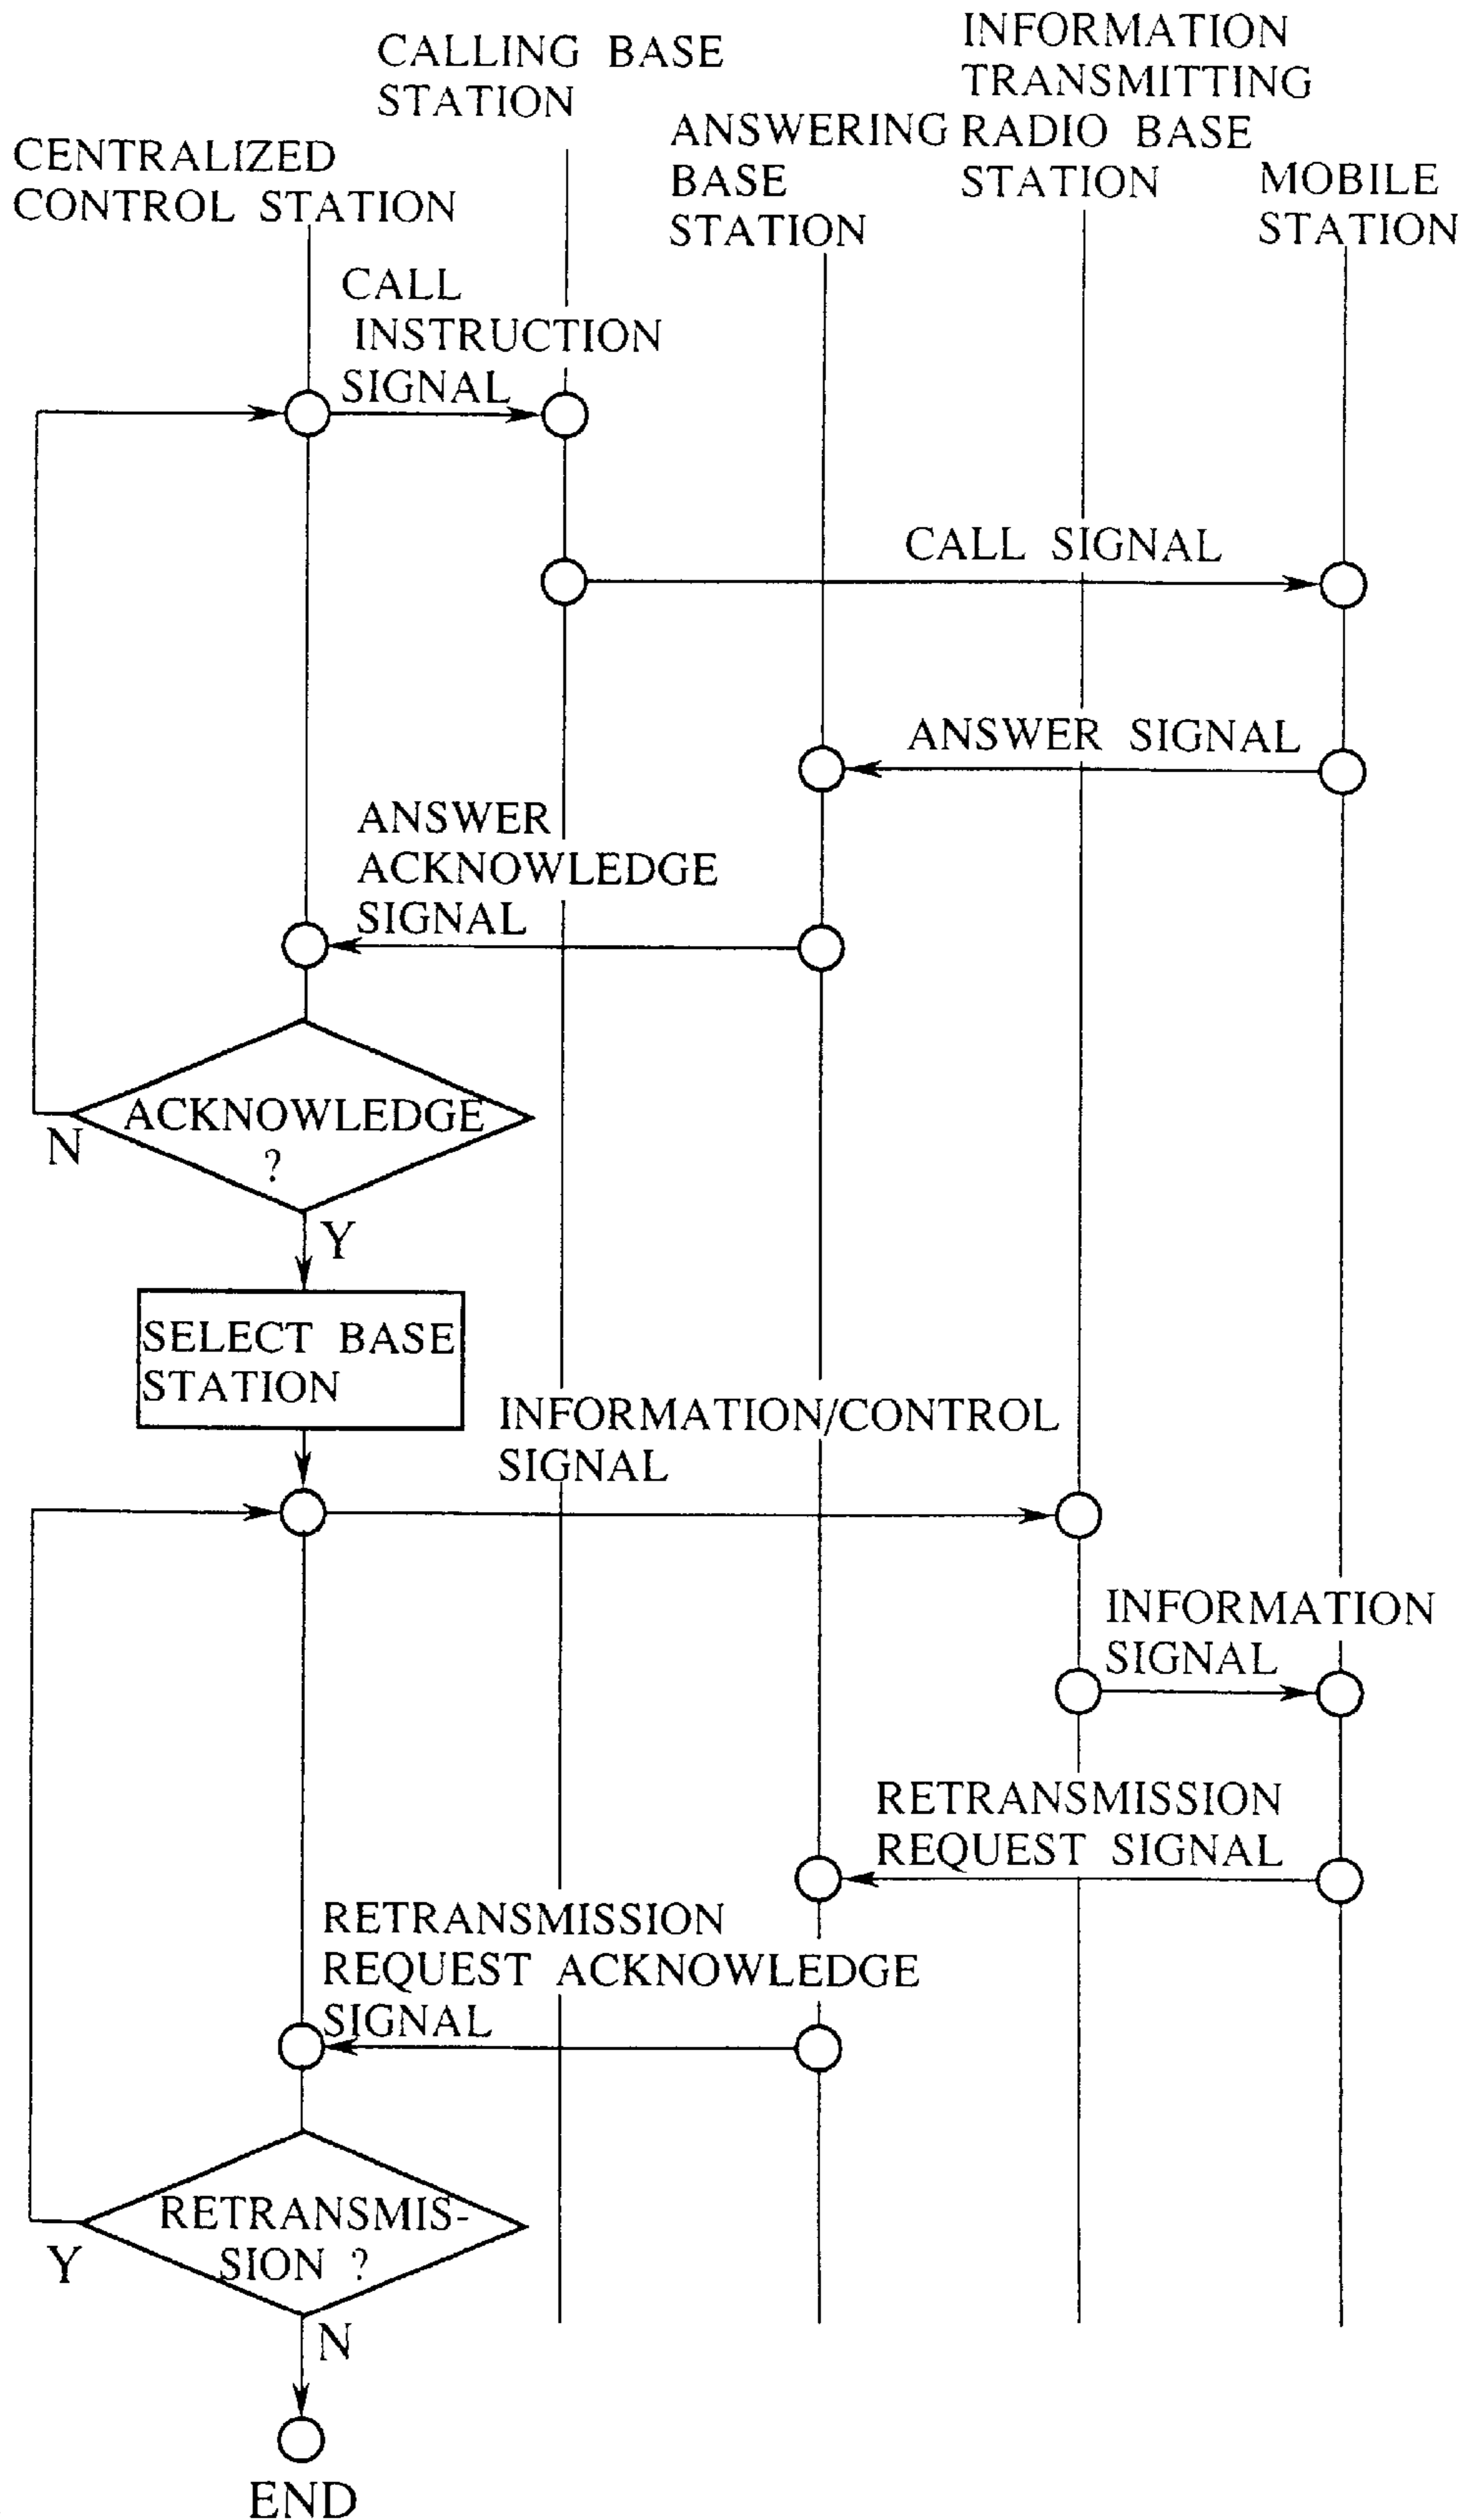 CENTRALIZED
CONTROL STATION
CALLING BASE
STATION
ANSWERING
BASE
STATION
INFORMATION
TRANSMITTING
RADIO BASE
STATION
MOBILE
STATION
CALL
INSTRUCTION
SIGNAL
CALL SIGNAL
ANSWER SIGNAL
ANSWER
ACKNOWLEDGE
SIGNAL
ACKNOWLEDGE
?
N
Y
SELECT BASE
STATION
INFORMATION/CONTROL
SIGNAL
INFORMATION
SIGNAL
RETRANSMISSION
REQUEST SIGNAL
RETRANSMISSION
REQUEST ACKNOWLEDGE
SIGNAL
RETRANSMIS-
SION ?
Y
N
END